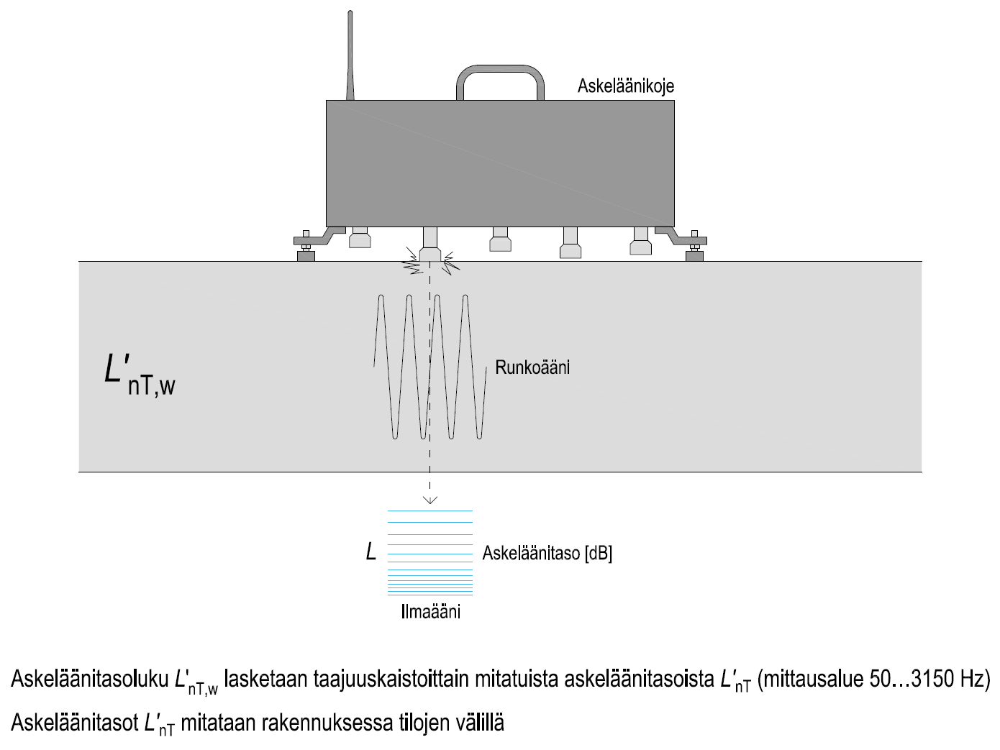 Askeläänikoje
L'nT,w
Runkoääni
L
Askeläänitaso [dB]
Ilmaääni
Askeläänitasoluku L'nT,w lasketaan taajuuskaistoittain mitatuista askeläänitasoista L'nT (mittausalue 50...3150 Hz)
Askeläänitasot L'nT mitataan rakennuksessa tilojen välillä